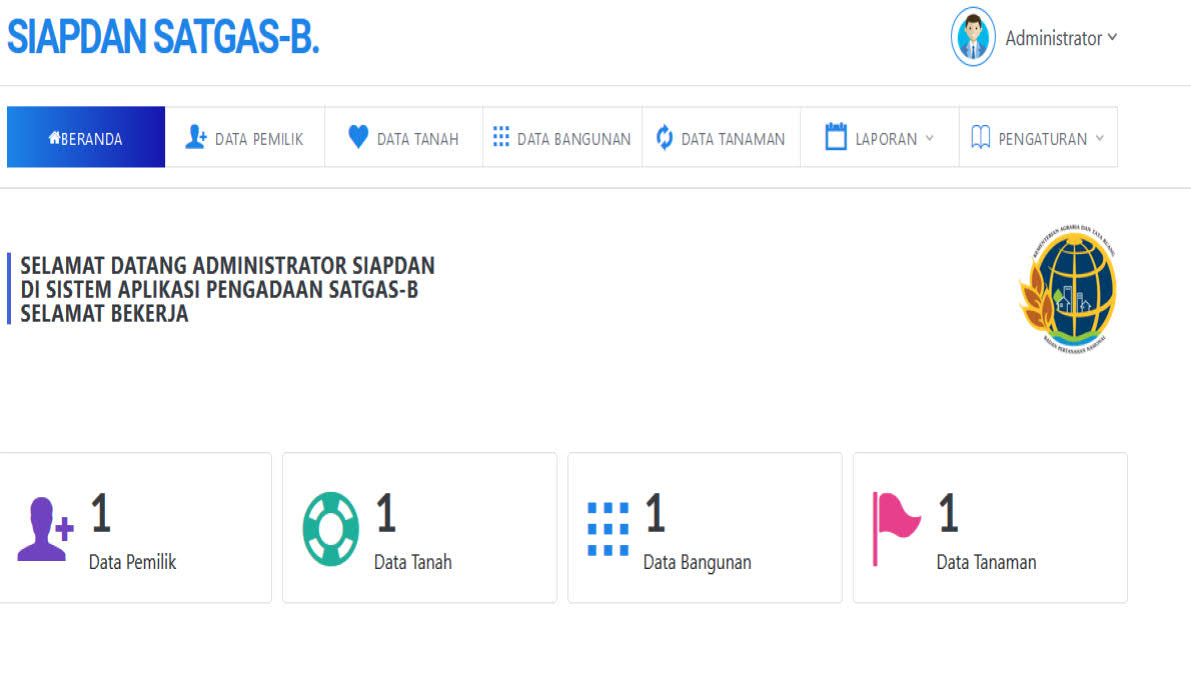 SIAPDAN SATGAS-B.
Administrator
BERANDA
DATA PEMILIK
DATA TANAH
DATA BANGUNAN
DATA TANAMAN
LAPORAN
PENGATURAN
SELAMAT DATANG ADMINISTRATOR SIAPDAN
DI SISTEM APLIKASI PENGADAAN SATGAS-B
SELAMAT BEKERJA
KEMENTERIAN AGRARIA DAN TATA RUANG
BADAN PERTANAHAN NASIONAL
1
Data Pemilik
1
Data Tanah
1
Data Bangunan
1
Data Tanaman